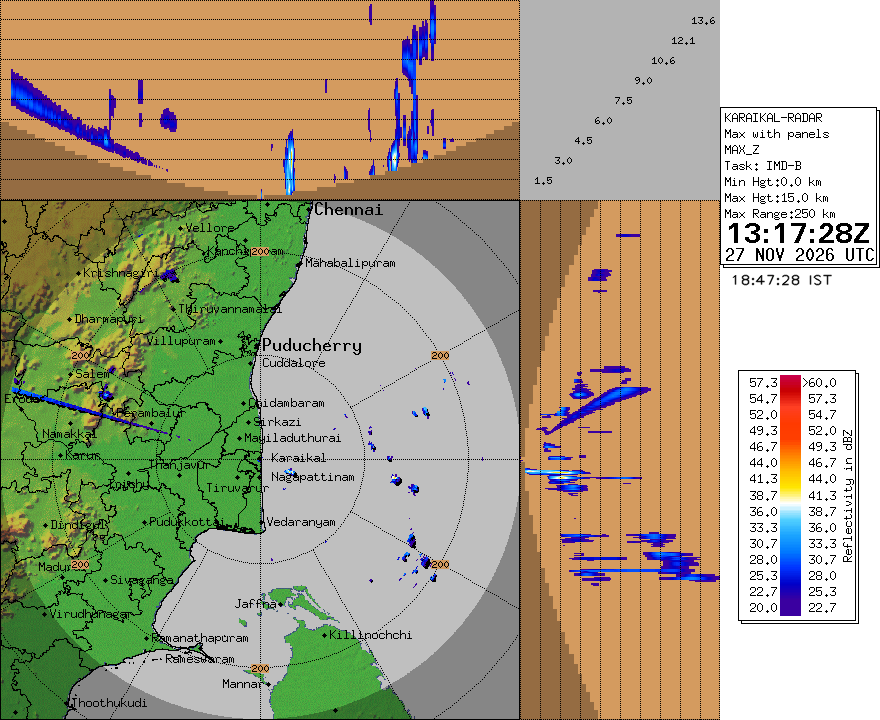 13.6
12.1
10.6
9.0
7.5
6.0
4.5
3.0
1.5
KARAIKAL-RADAR
Max with panels
MAX_Z
Task: IMD-B
Min Hgt:0.0 km
Max Hgt:15.0 km
Max Range:250 km
13:17:28Z
27 NOV 2026 UTC
18:47:28 IST
Chennai
Vellore
200
Mahabalipuram
Krishnagiri
Thiruvannamalai
Dharmapuri
Villupuram
Puducherry
200
200
Cuddalore
Salem
Perambalur
Chidambaram
Sirkazi
Namakkal
Mayiladuthurai
Karur
Thanjavur
Karaikal
Nagapattinam
Tiruvarur
Dindigul
Pudukkottai
Vedaranyam
200
200
Sivaganga
Jaffna
Virudhunagar
Killinochchi
Ramanathapuram
Rameswaram
200
Mannar
Thoothukudi
57.3 >60.0
54.7 57.3
52.0 54.7
49.3 52.0
46.7 49.3
44.0 46.7
41.3 44.0
38.7 41.3
36.0 38.7
33.3 36.0
30.7 33.3
28.0 30.7
25.3 28.0
22.7 25.3
20.0 22.7
Reflectivity in dBZ